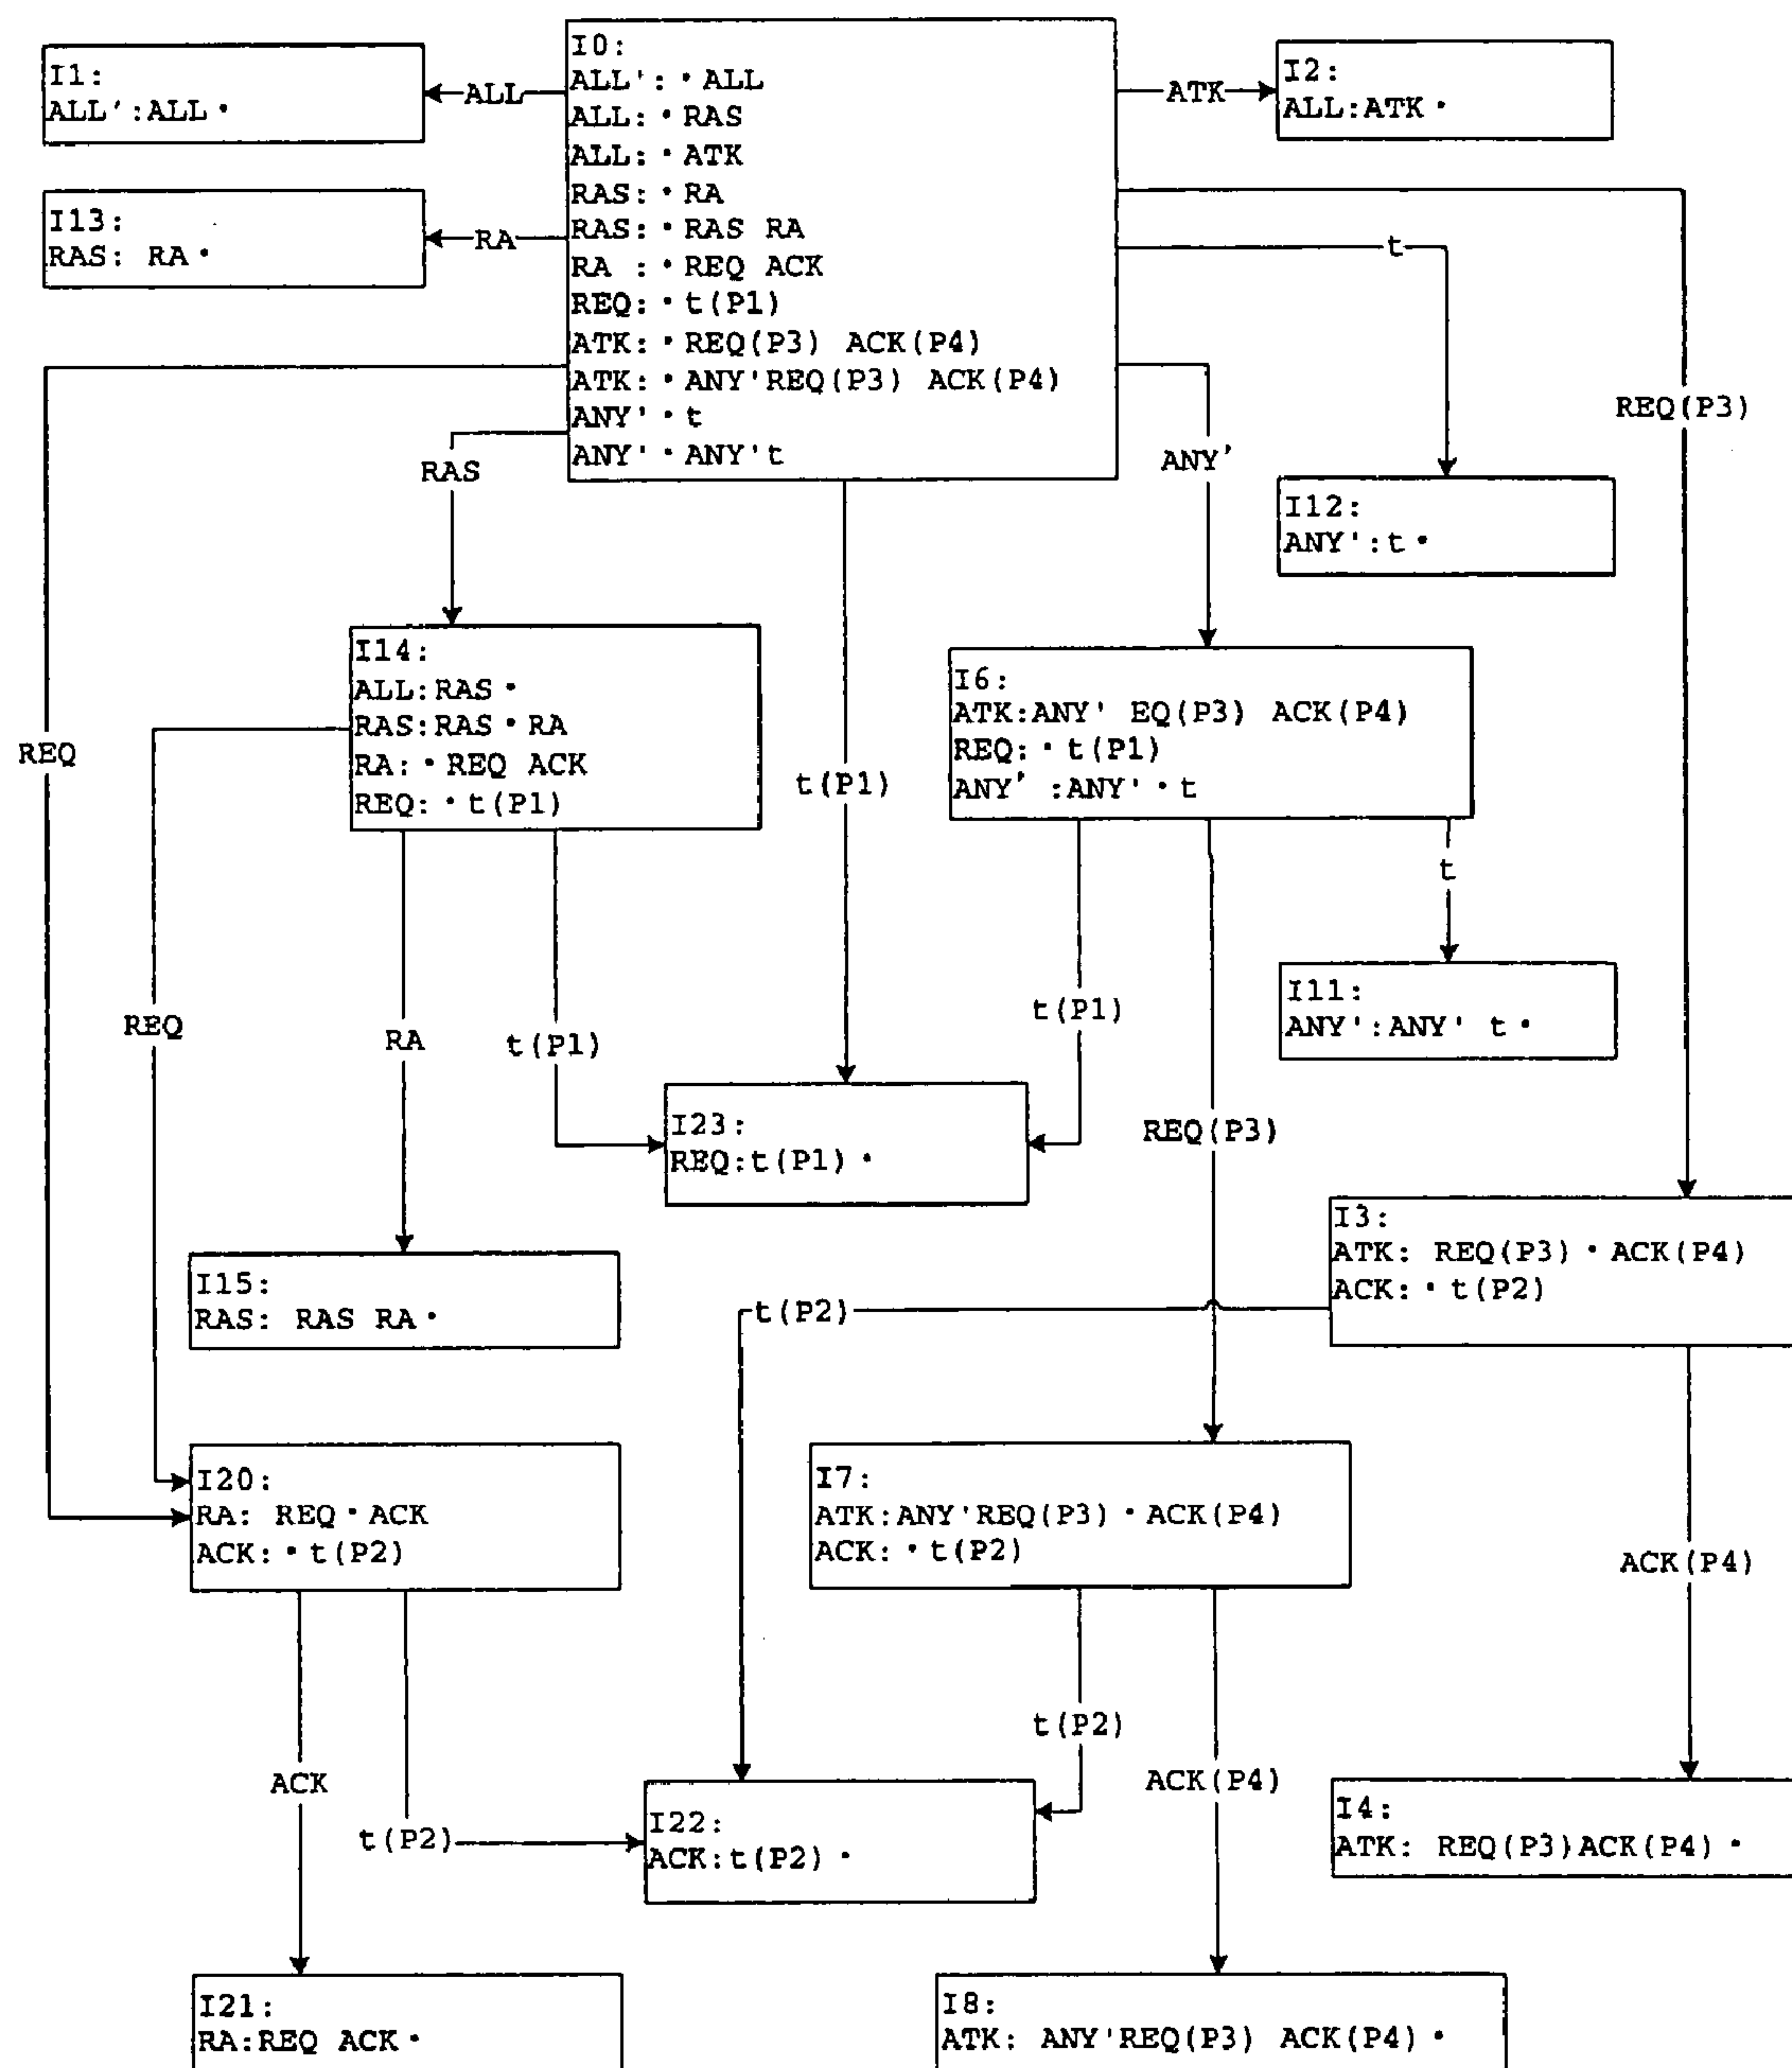 I0:
ALL': • ALL
ALL: • RAS
ALL: • ATK
RAS: • RA
RAS: • RAS RA
RA : • REQ ACK
REQ: • t(P1)
ATK: • REQ(P3) ACK(P4)
ATK: • ANY'REQ(P3) ACK(P4)
ANY' • t
ANY' • ANY't
I1:
ALL':ALL •
ALL
ATK
I2:
ALL:ATK •
I13:
RAS: RA •
RA
t
REQ(P3)
RAS
ANY'
I12:
ANY':t •
I14:
ALL:RAS •
RAS:RAS • RA
RA: • REQ ACK
REQ: • t(P1)
I6:
ATK:ANY' EQ(P3) ACK(P4)
REQ: • t(P1)
ANY' :ANY' • t
REQ
t(P1)
t
I11:
ANY':ANY' t •
REQ
RA
t(P1)
t(P1)
I23:
REQ:t(P1) •
REQ(P3)
I3:
ATK: REQ(P3) • ACK(P4)
ACK: • t(P2)
I15:
RAS: RAS RA •
t(P2)
I20:
RA: REQ • ACK
ACK: • t(P2)
I7:
ATK:ANY'REQ(P3) • ACK(P4)
ACK: • t(P2)
ACK(P4)
t(P2)
ACK
t(P2)
ACK(P4)
I22:
ACK:t(P2) •
I4:
ATK: REQ(P3)ACK(P4) •
I21:
RA:REQ ACK •
I8:
ATK: ANY'REQ(P3) ACK(P4) •